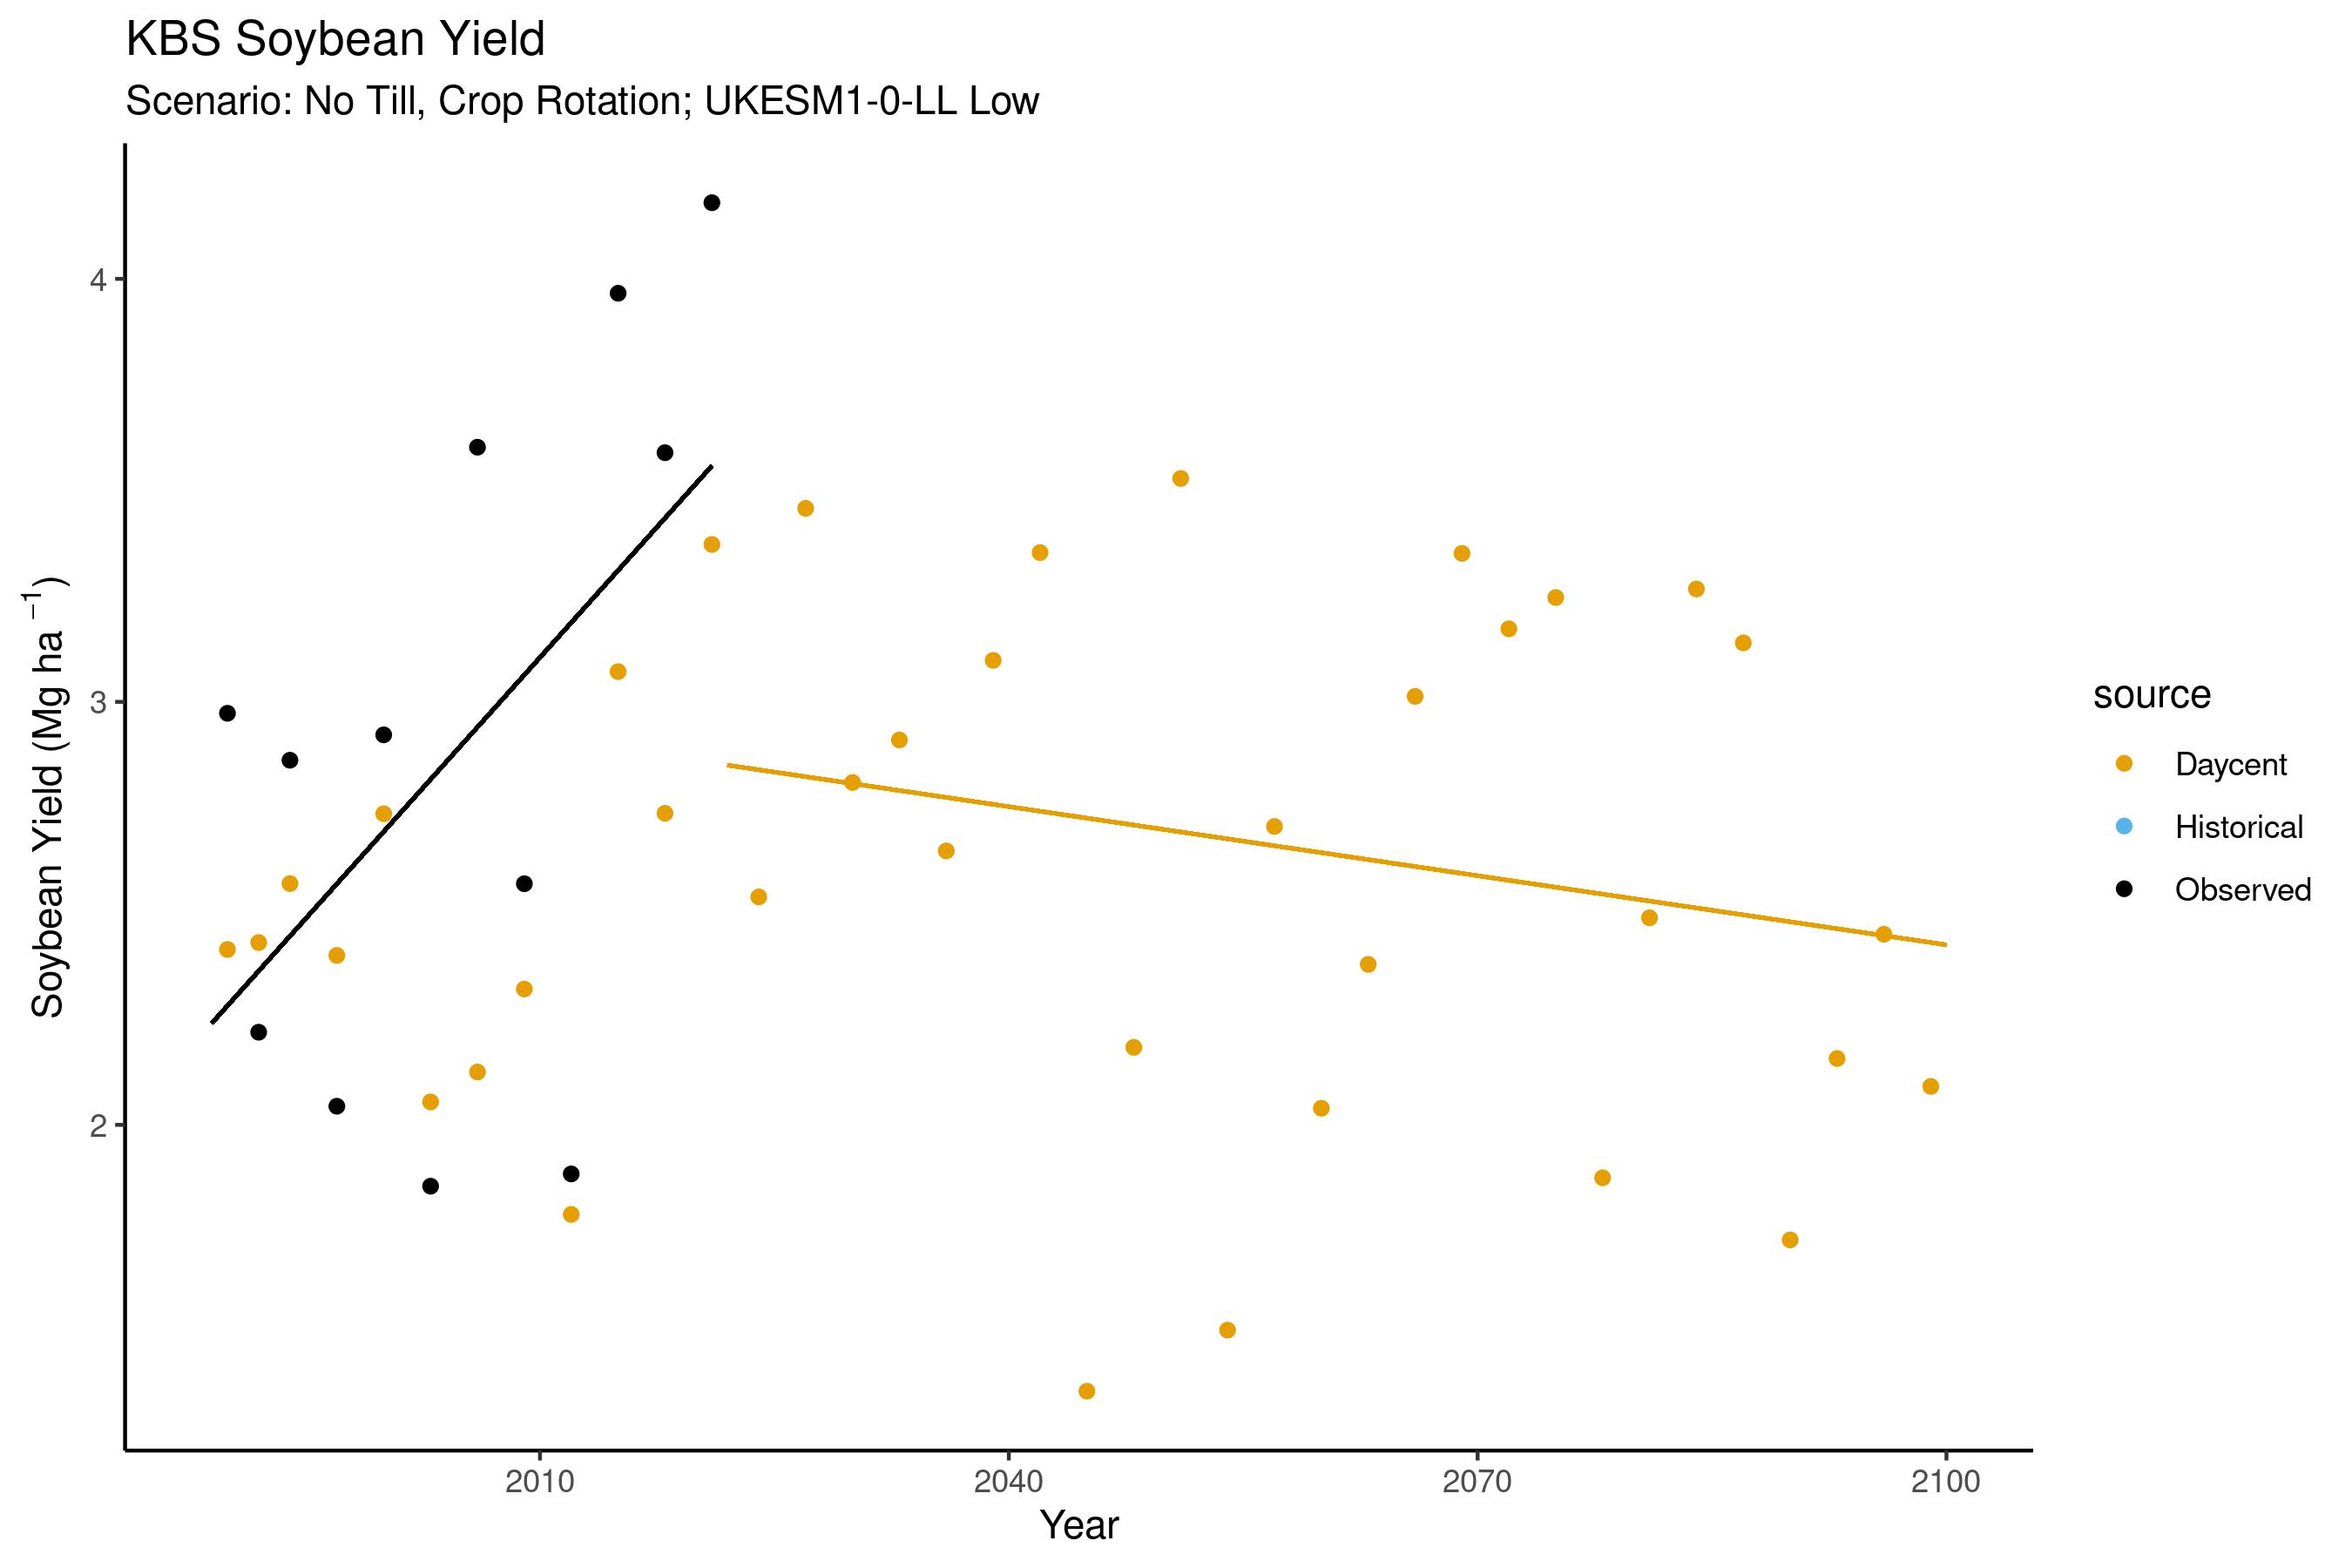 KBS Soybean Yield
Scenario: No Till, Crop Rotation; UKESM1-0-LL Low
Soybean Yield (Mg ha⁻¹)
4
3
2
2010
2040
2070
2100
Year
source
Daycent
Historical
Observed